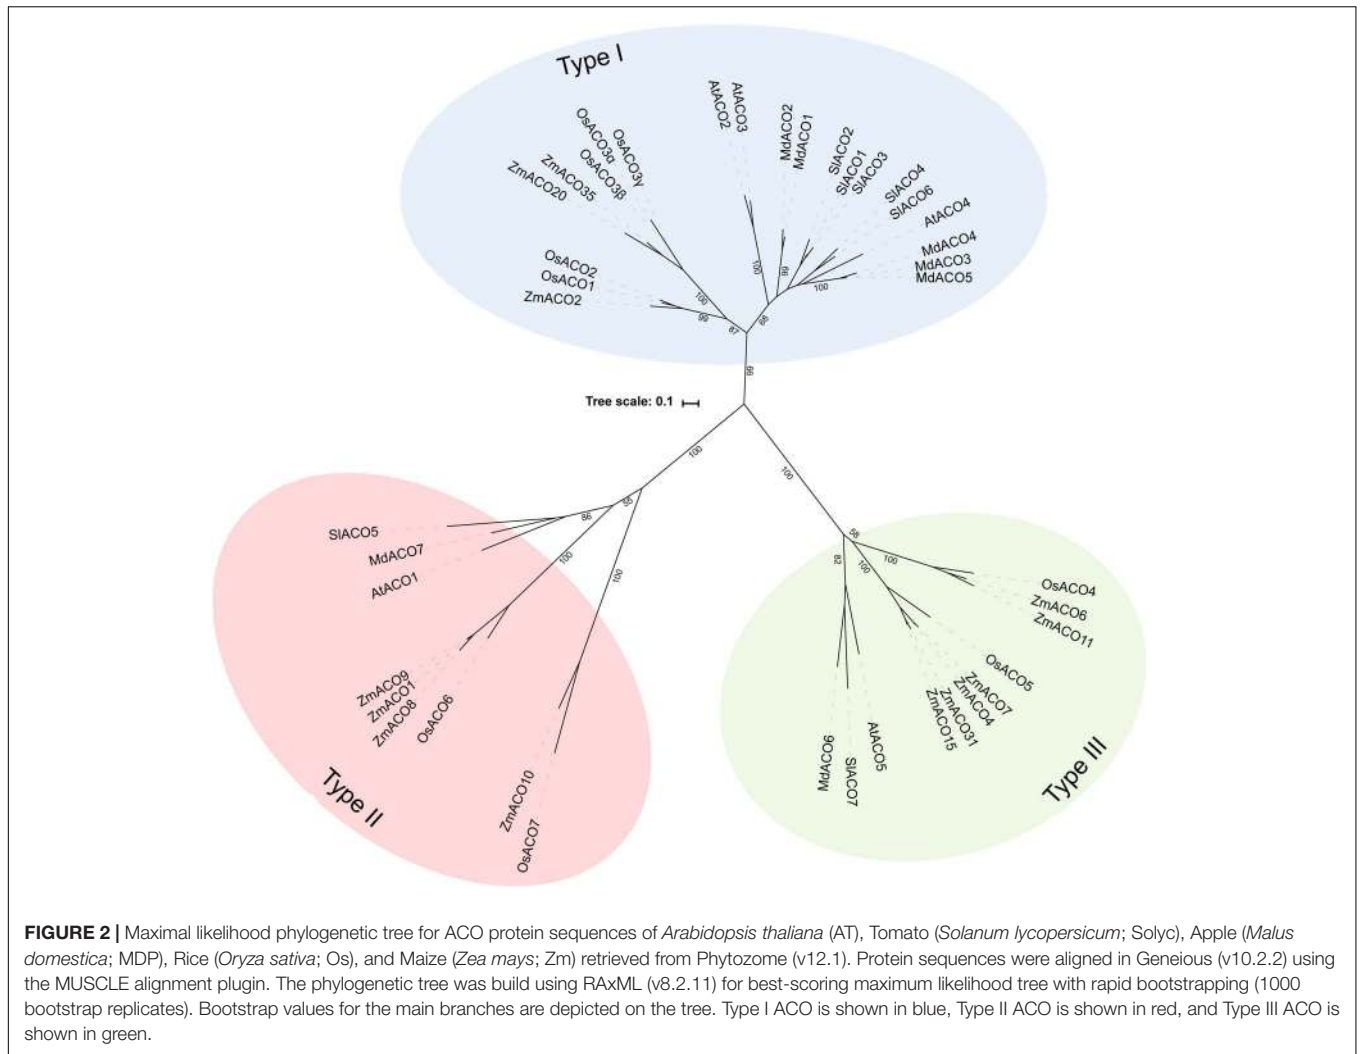 Type I
AtACO3
AtACO2
MdACO2
MdACO1
SlACO2
SlACO1
SlACO3
SlACO4
SlACO6
AtACO4
MdACO4
MdACO3
MdACO5
OsACO3α
OsACO3γ
OsACO3β
ZmACO35
ZmACO20
OsACO2
OsACO1
ZmACO2
100
99
100
100
100
99
87
68
99
Tree scale: 0.1
100
100
SlACO5
MdACO7
AtACO1
86
55
100
100
ZmACO9
ZmACO1
ZmACO8
OsACO6
ZmACO10
OsACO7
Type II
58
82
100
100
OsACO4
ZmACO6
ZmACO11
OsACO5
ZmACO7
ZmACO4
ZmACO31
ZmACO15
AtACO5
SlACO7
MdACO6
Type III
FIGURE 2 | Maximal likelihood phylogenetic tree for ACO protein sequences of Arabidopsis thaliana (AT), Tomato (Solanum lycopersicum; Solyc), Apple (Malus
domestica; MDP), Rice (Oryza sativa; Os), and Maize (Zea mays; Zm) retrieved from Phytozome (v12.1). Protein sequences were aligned in Geneious (v10.2.2) using
the MUSCLE alignment plugin. The phylogenetic tree was build using RAxML (v8.2.11) for best-scoring maximum likelihood tree with rapid bootstrapping (1000
bootstrap replicates). Bootstrap values for the main branches are depicted on the tree. Type I ACO is shown in blue, Type II ACO is shown in red, and Type III ACO is
shown in green.